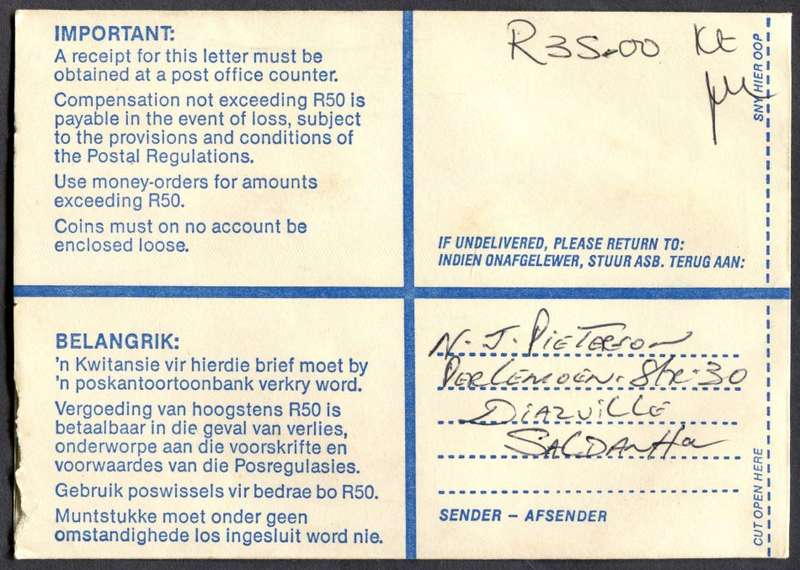 IMPORTANT:
A receipt for this letter must be
obtained at a post office counter.
Compensation not exceeding R50 is
payable in the event of loss, subject
to the provisions and conditions of
the Postal Regulations.
Use money-orders for amounts
exceeding R50.
Coins must on no account be
enclosed loose.
R35.00
SNY HIER OOP
IF UNDELIVERED, PLEASE RETURN TO:
INDIEN ONAFGELEWER, STUUR ASB. TERUG AAN:
BELANGRIK:
'n Kwitansie vir hierdie brief moet by
'n poskantoortoonbank verkry word.
Vergoeding van hoogstens R50 is
betaalbaar in die geval van verlies,
onderworpe aan die voorskrifte en
voorwaardes van die Posregulasies.
Gebruik poswissels vir bedrae bo R50.
Muntstukke moet onder geen
omstandighede los ingesluit word nie.
N. J. Pieterson
Perlemoen. Str. 30
Diazville
Saldanha
SENDER – AFSENDER
CUT OPEN HERE